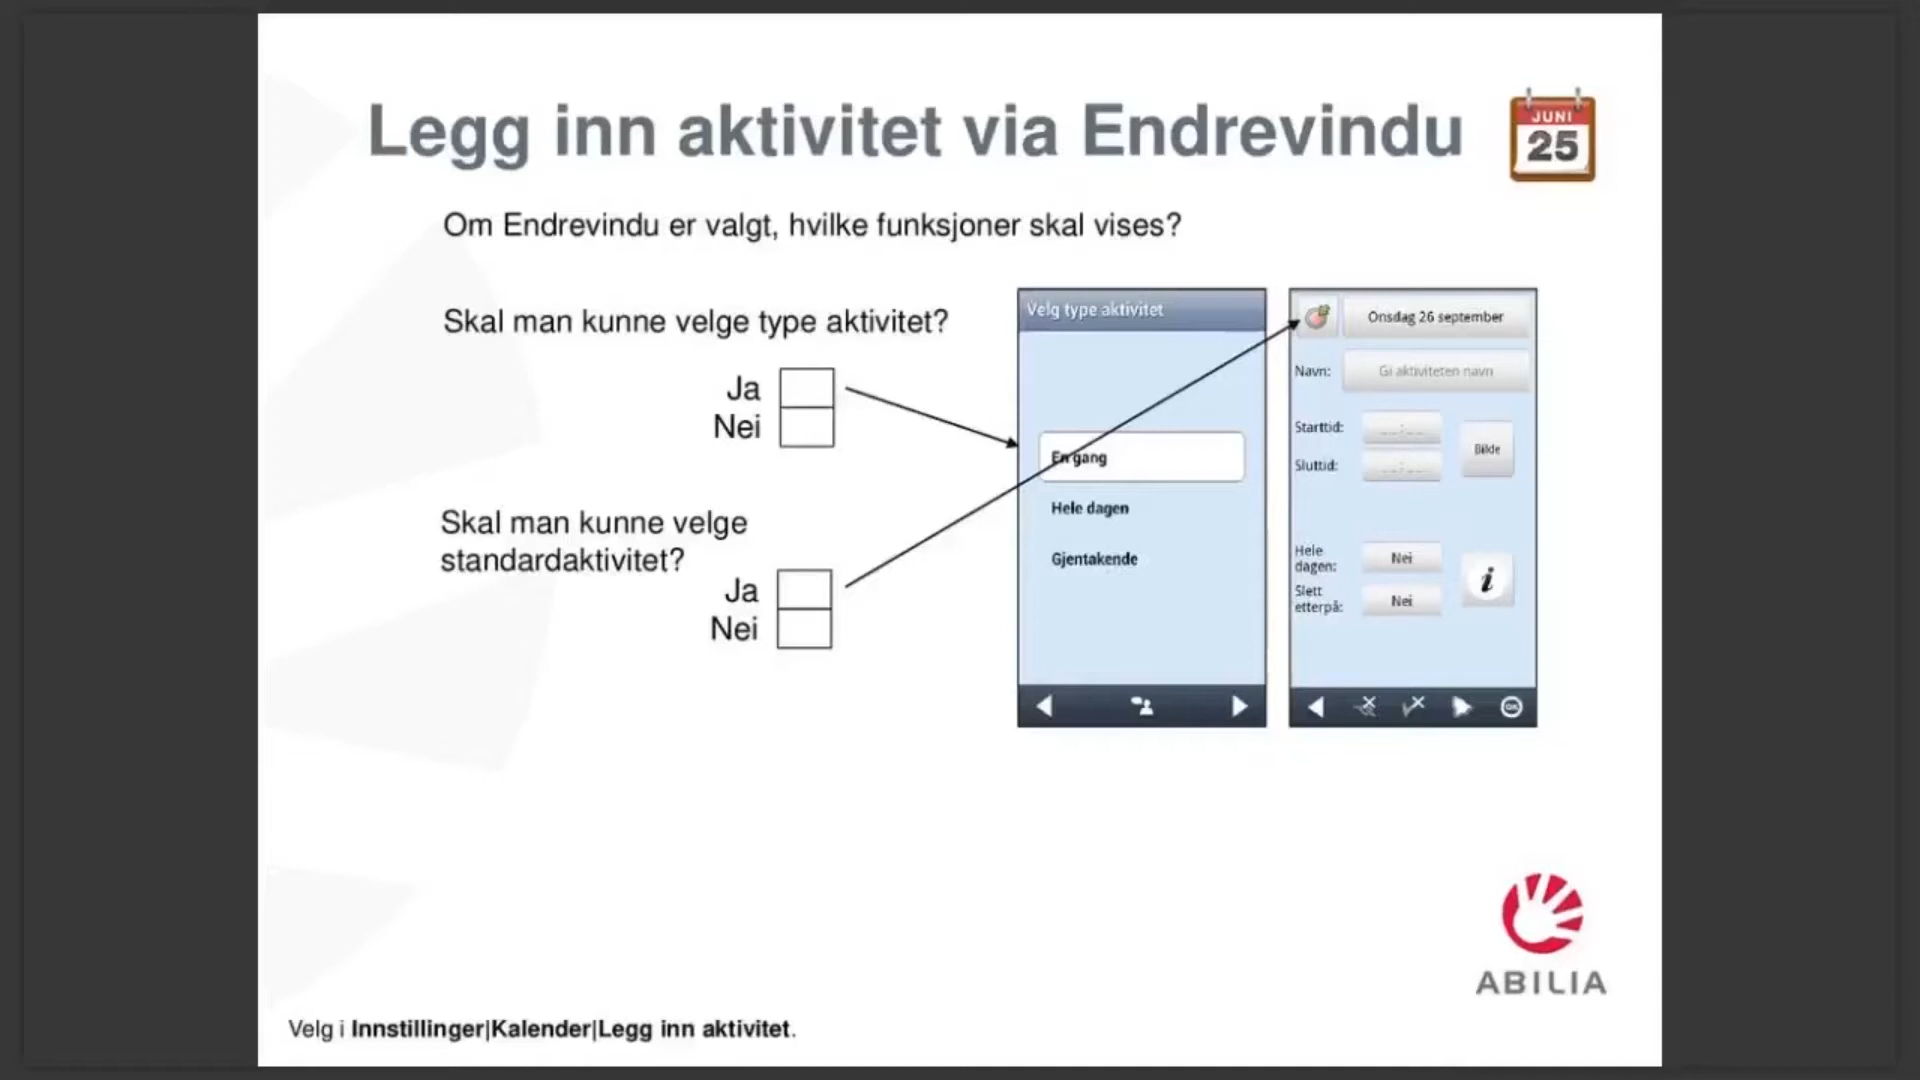 Legg inn aktivitet via Endrevindu
JUNI
25
Om Endrevindu er valgt, hvilke funksjoner skal vises?
Skal man kunne velge type aktivitet?
Ja
Nei
Skal man kunne velge
standardaktivitet?
Ja
Nei
Velg type aktivitet
En gang
Hele dagen
Gjentakende
Onsdag 26 september
Navn:
Gi aktiviteten navn
Starttid:
--:--
Sluttid:
--:--
Bilde
Hele
dagen:
Nei
Slett
etterpå:
Nei
i
OK
ABILIA
Velg i Innstillinger|Kalender|Legg inn aktivitet.